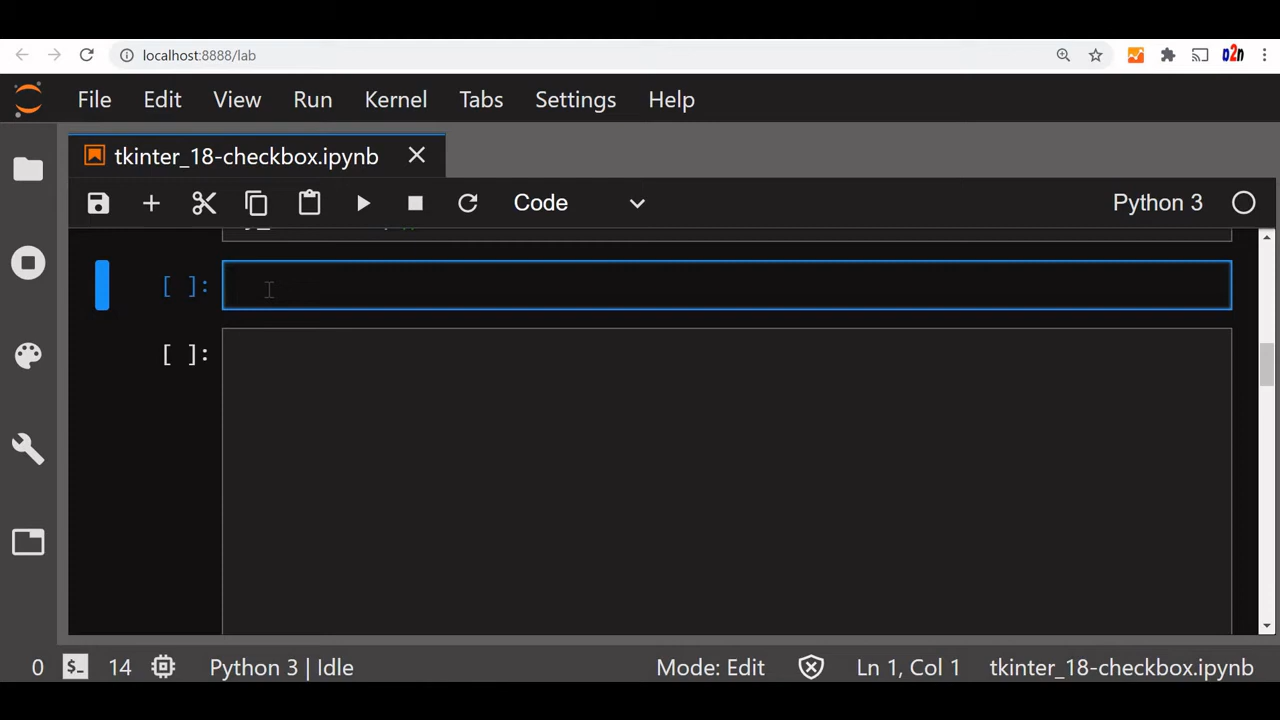 localhost:8888/lab
n2n
File Edit View Run Kernel Tabs Settings Help
tkinter_18-checkbox.ipynb
Code Python 3
[ ]:
[ ]:
0 $_ 14 Python 3 | Idle Mode: Edit Ln 1, Col 1 tkinter_18-checkbox.ipynb